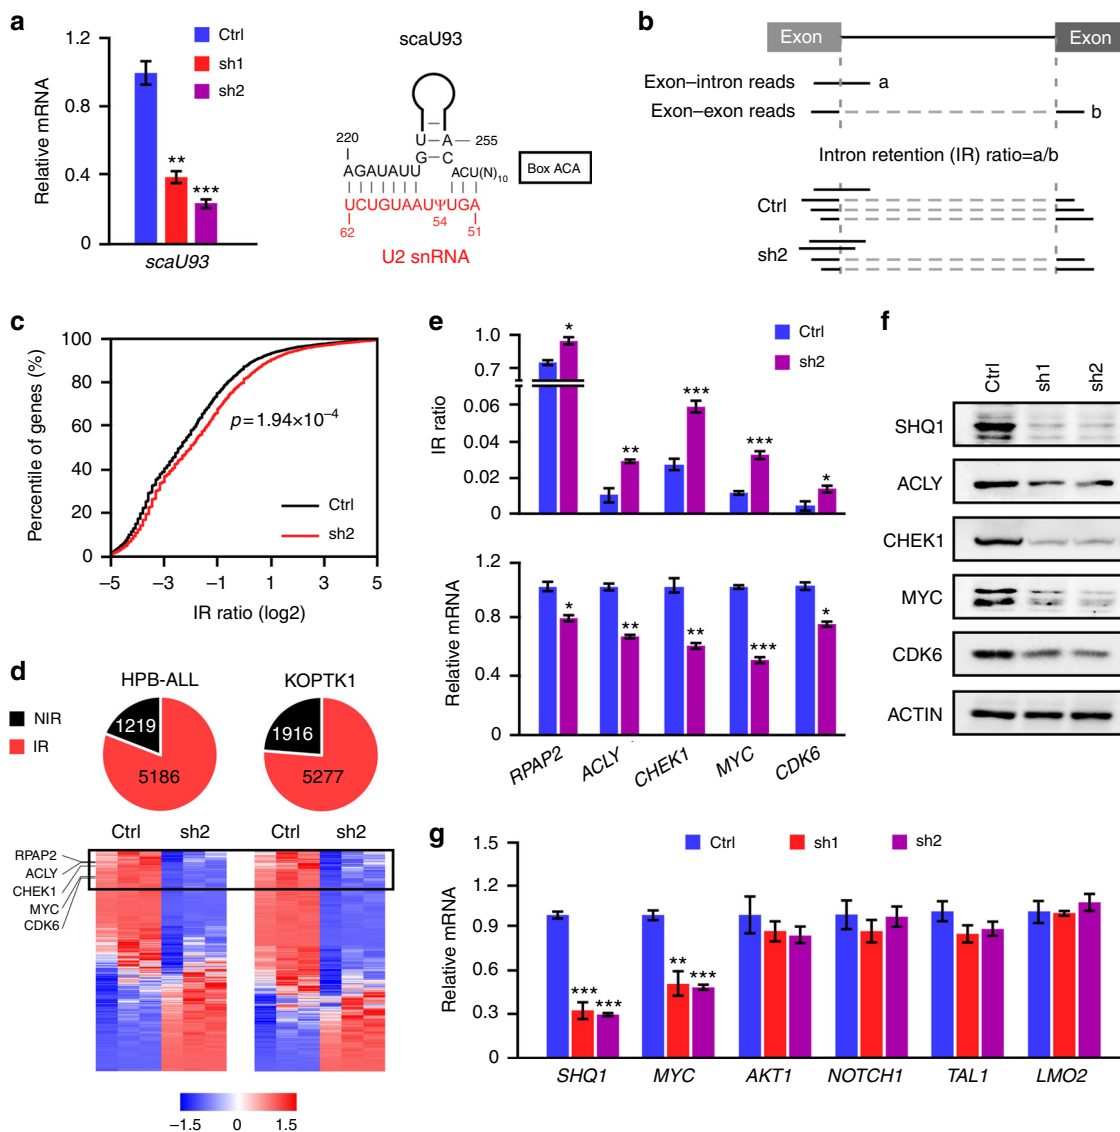 a
1.2
0.8
0.4
0
Relative mRNA
Ctrl
sh1
sh2
**
***
scaU93
scaU93
220
U A 255
G C
AGAUAUU ACU(N)10
Box ACA
UCUGUAAUΨUGA
62 54 51
U2 snRNA
b
Exon Exon
Exon–intron reads a
Exon–exon reads b
Intron retention (IR) ratio=a/b
Ctrl
sh2
c
100
80
60
40
20
0
Percentile of genes (%)
p=1.94×10−4
Ctrl
sh2
−5 −3 −1 1 3 5
IR ratio (log2)
d
HPB-ALL KOPTK1
NIR
IR
1219
5186
1916
5277
Ctrl sh2 Ctrl sh2
RPAP2
ACLY
CHEK1
MYC
CDK6
−1.5 0 1.5
e
Ctrl
sh2
1.0
0.7
0.06
0.04
0.02
0
IR ratio
* ** *** *** *
1.2
0.8
0.4
0
Relative mRNA
* ** ** *** *
RPAP2 ACLY CHEK1 MYC CDK6
f
Ctrl sh1 sh2
SHQ1
ACLY
CHEK1
MYC
CDK6
ACTIN
g
Ctrl sh1 sh2
1.5
1.2
0.9
0.6
0.3
0
Relative mRNA
*** *** ** ***
SHQ1 MYC AKT1 NOTCH1 TAL1 LMO2